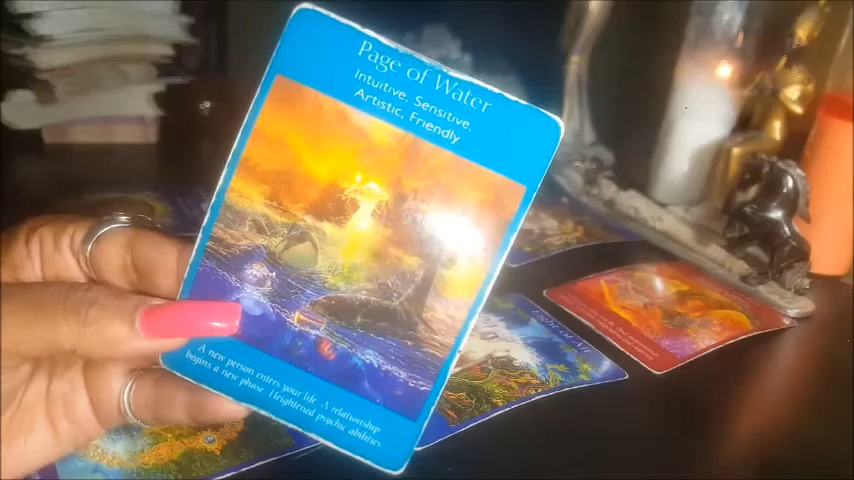 Page of Water
Intuitive, Sensitive,
Artistic, Friendly
A new person enters your life A relationship
begins a new phase Heightened psychic abilities